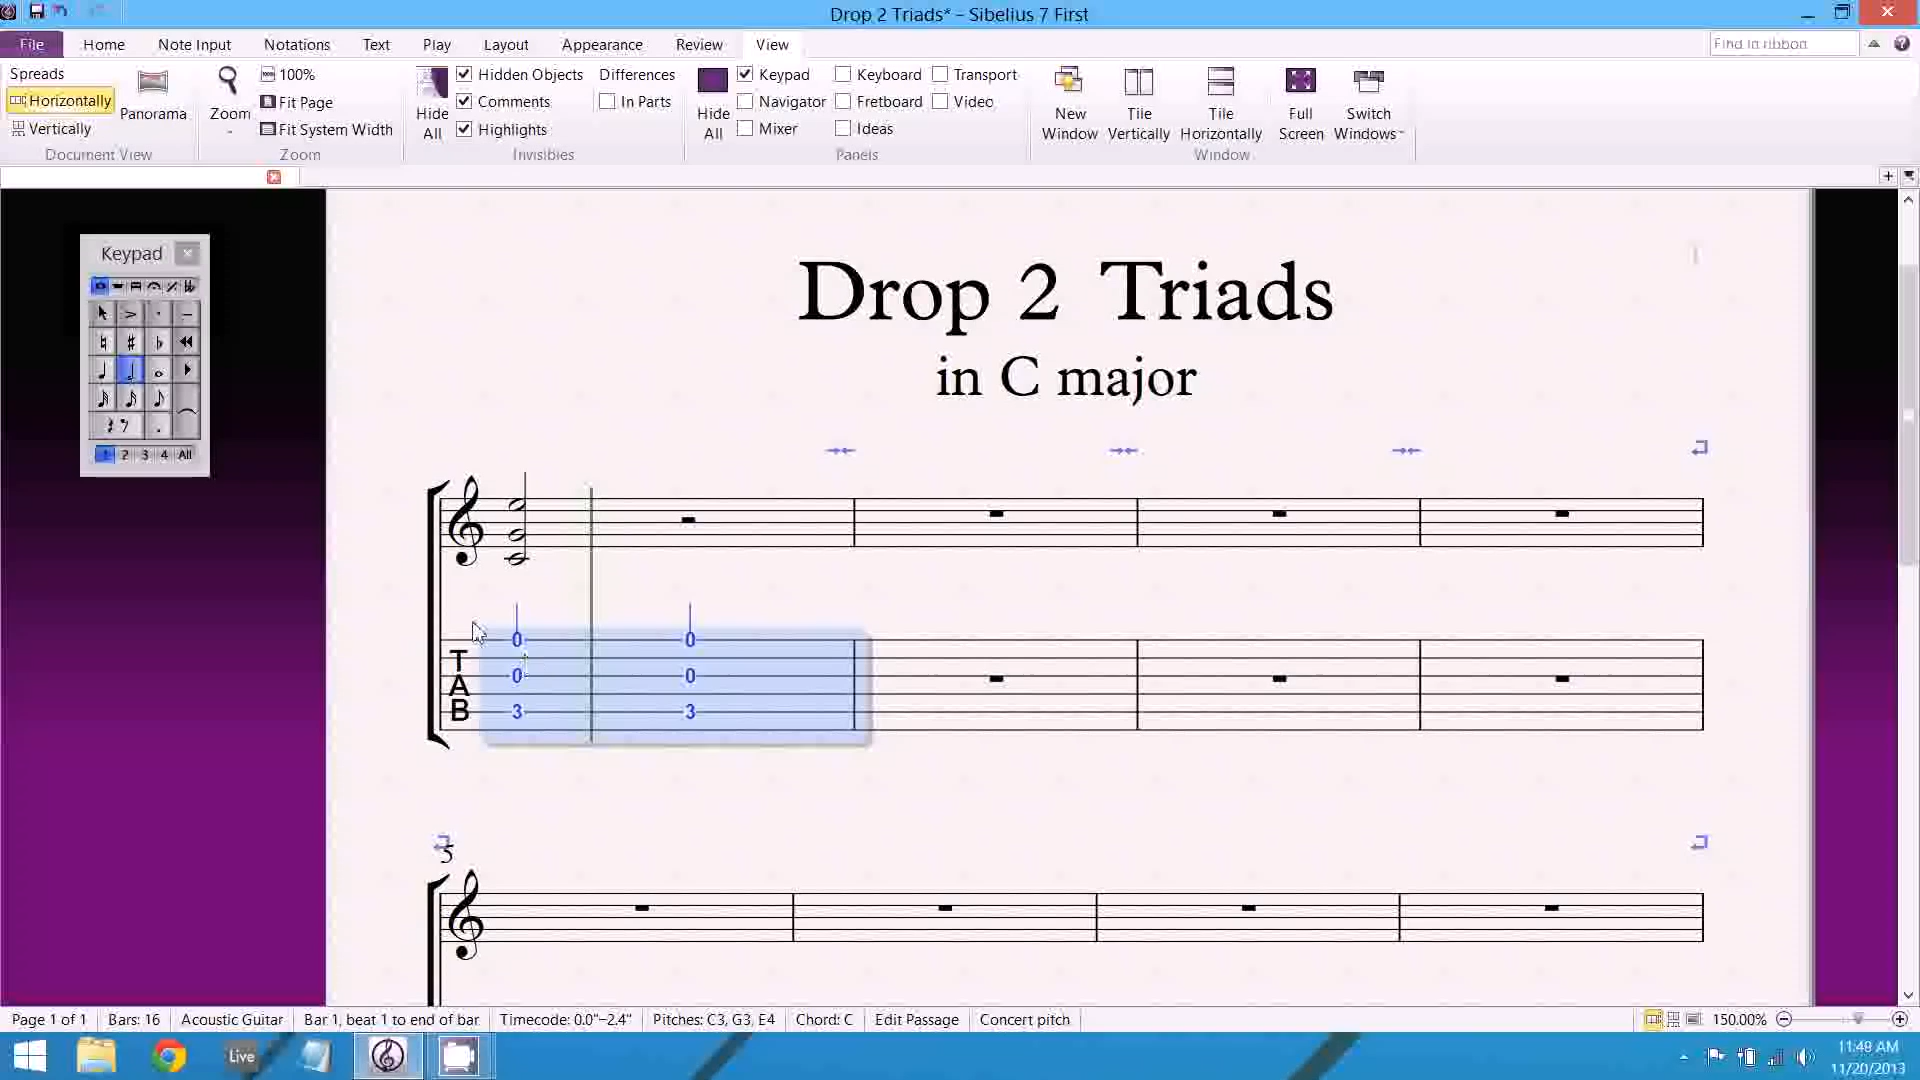 Drop 2 Triads* – Sibelius 7 First
File Home Note Input Notations Text Play Layout Appearance Review View Find in ribbon
Spreads
Horizontally
Vertically
Panorama
Document View
Zoom
100%
Fit Page
Fit System Width
Zoom
Hide All
Hidden Objects
Comments
Highlights
Differences
In Parts
Invisibles
Hide All
Keypad
Navigator
Mixer
Keyboard
Fretboard
Ideas
Transport
Video
Panels
New Window
Tile Vertically
Tile Horizontally
Full Screen
Switch Windows
Window
Keypad
1 2 3 4 All
Drop 2 Triads
in C major
T
A
B
0 0
0 0
3 3
5
Page 1 of 1 Bars: 16 Acoustic Guitar Bar 1, beat 1 to end of bar Timecode: 0.0"–2.4" Pitches: C3, G3, E4 Chord: C Edit Passage Concert pitch 150.00%
Live
11:49 AM
11/20/2013